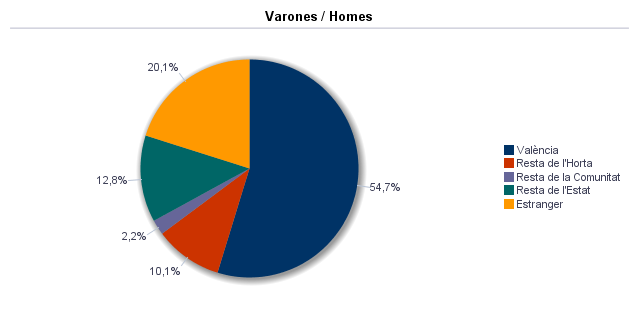 Varones / Homes
20,1%
12,8%
2,2%
10,1%
54,7%
València
Resta de l'Horta
Resta de la Comunitat
Resta de l'Estat
Estranger